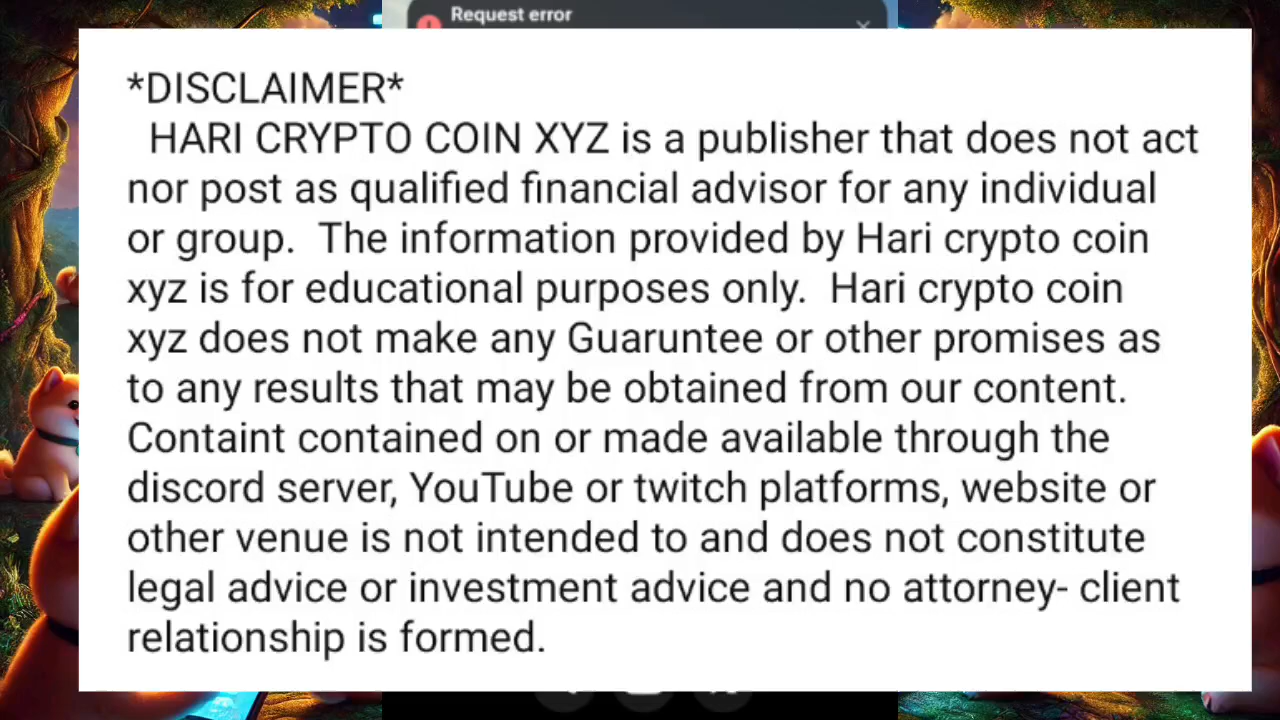 Request error
*DISCLAIMER*
HARI CRYPTO COIN XYZ is a publisher that does not act
nor post as qualified financial advisor for any individual
or group. The information provided by Hari crypto coin
xyz is for educational purposes only. Hari crypto coin
xyz does not make any Guaruntee or other promises as
to any results that may be obtained from our content.
Containt contained on or made available through the
discord server, YouTube or twitch platforms, website or
other venue is not intended to and does not constitute
legal advice or investment advice and no attorney- client
relationship is formed.